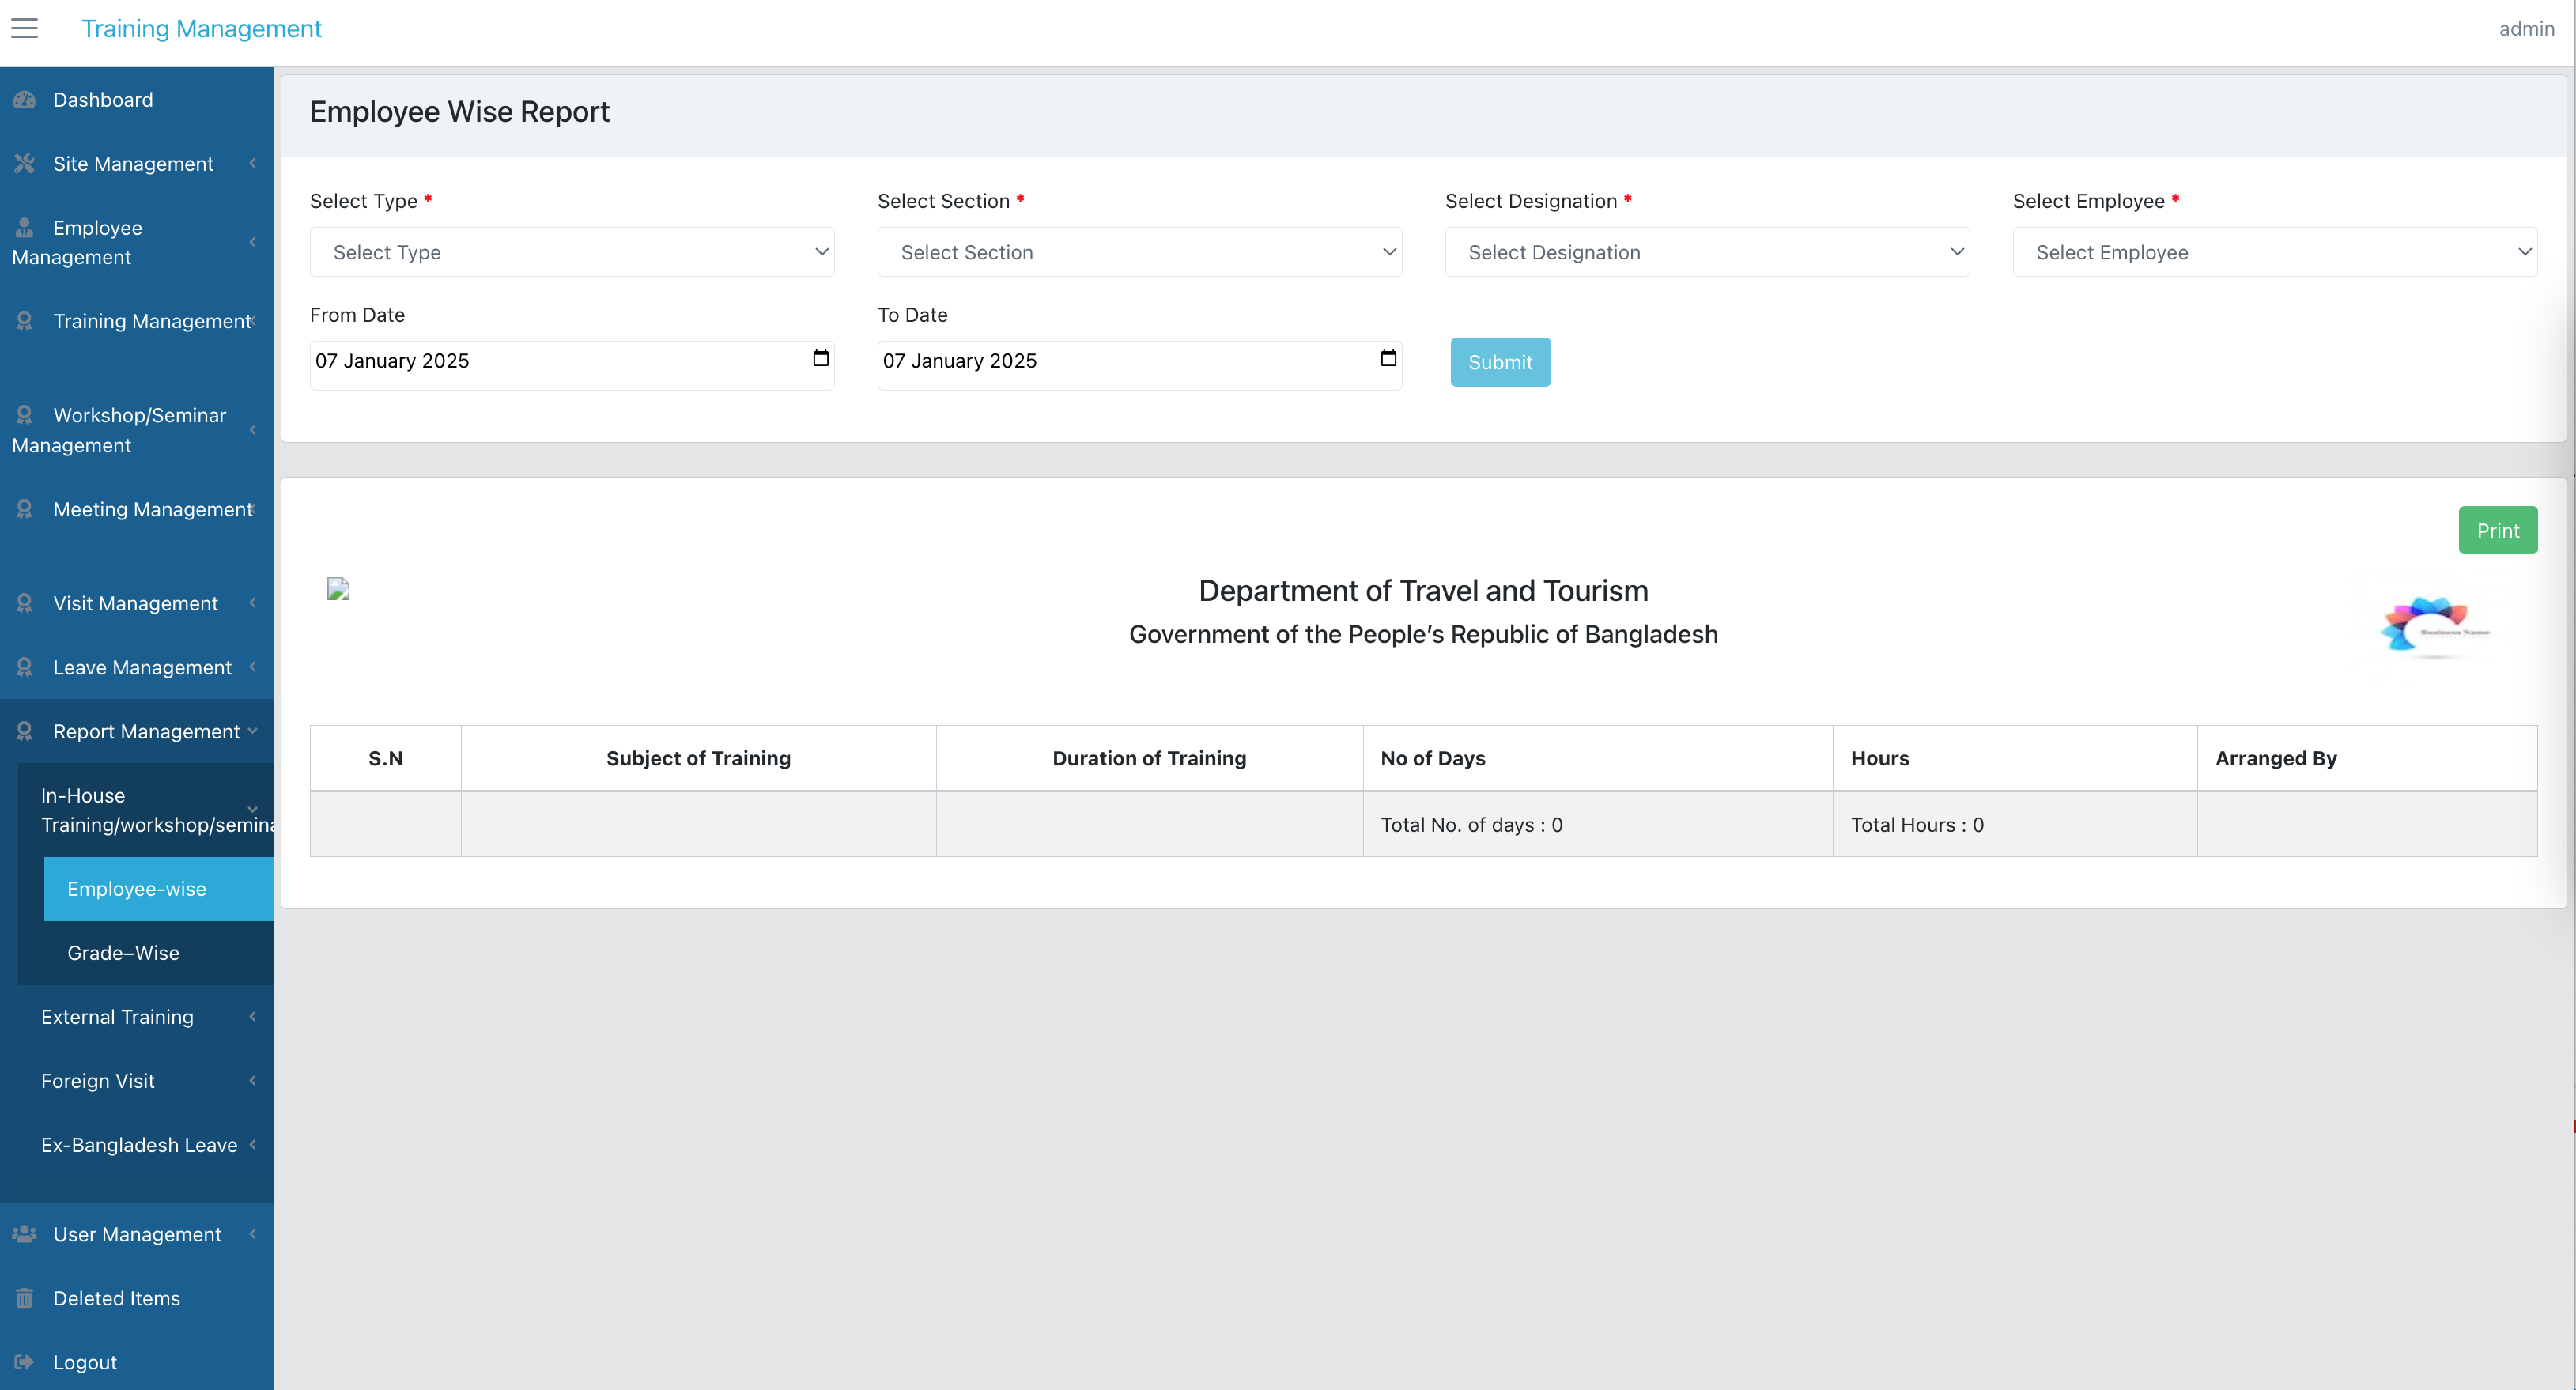 Training Management
admin
Dashboard
Site Management
Employee
Management
Training Management
Workshop/Seminar
Management
Meeting Management
Visit Management
Leave Management
Report Management
In-House
Training/workshop/semina
Employee-wise
Grade–Wise
External Training
Foreign Visit
Ex-Bangladesh Leave
User Management
Deleted Items
Logout
Employee Wise Report
Select Type * Select Section * Select Designation * Select Employee *
Select Type Select Section Select Designation Select Employee
From Date To Date
07 January 2025 07 January 2025 Submit
Print
Department of Travel and Tourism
Government of the People’s Republic of Bangladesh
Business Name
S.N Subject of Training Duration of Training No of Days Hours Arranged By
Total No. of days : 0 Total Hours : 0